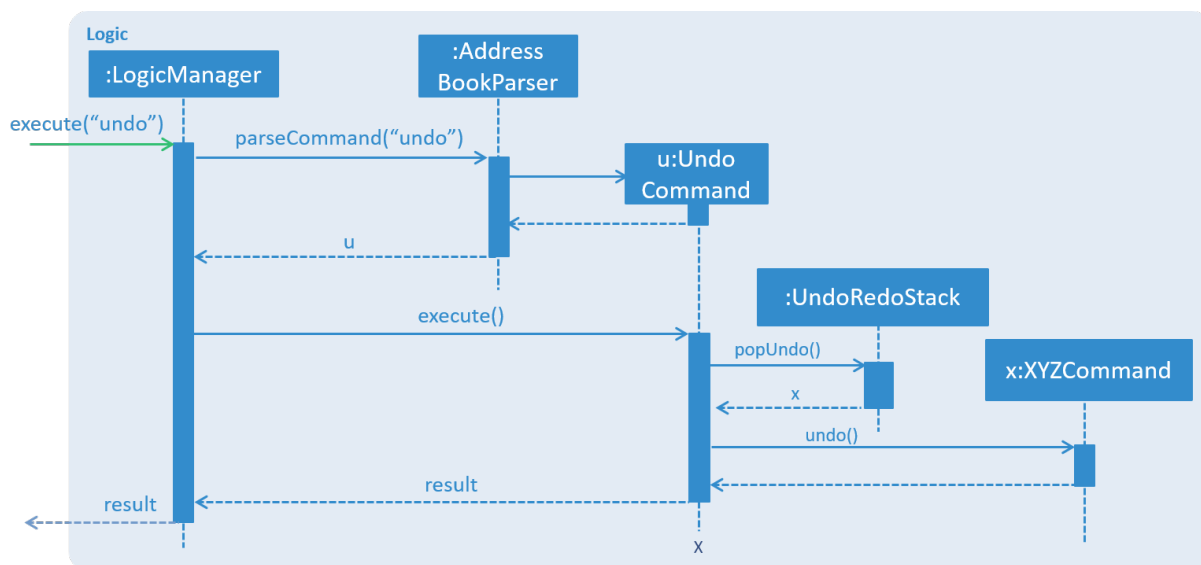 Logic
:LogicManager
:Address
BookParser
execute(“undo”)
parseCommand(“undo”)
u:Undo
Command
u
:UndoRedoStack
execute()
popUndo()
x:XYZCommand
x
undo()
result
result
X